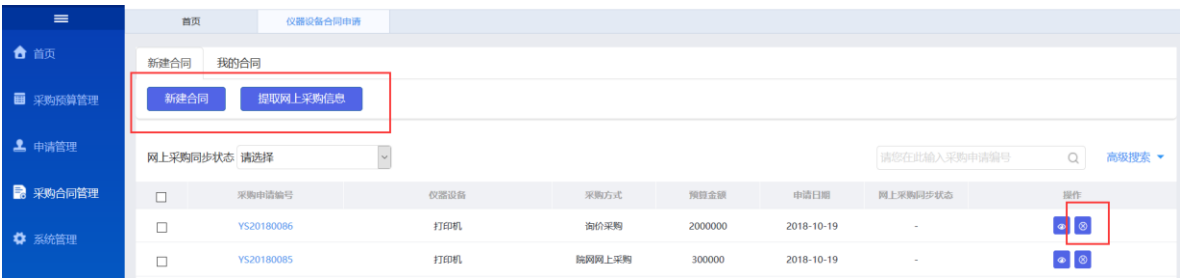 首页 仪器设备合同申请
首页
新建合同 我的合同
采购预算管理
新建合同 提取网上采购信息
申请管理
网上采购同步状态 请选择 请您在此输入采购申请编号 高级搜索
采购合同管理
采购申请编号 仪器设备 采购方式 预算金额 申请日期 网上采购同步状态 操作
YS20180086 打印机 询价采购 2000000 2018-10-19 -
系统管理
YS20180085 打印机 院网网上采购 300000 2018-10-19 -